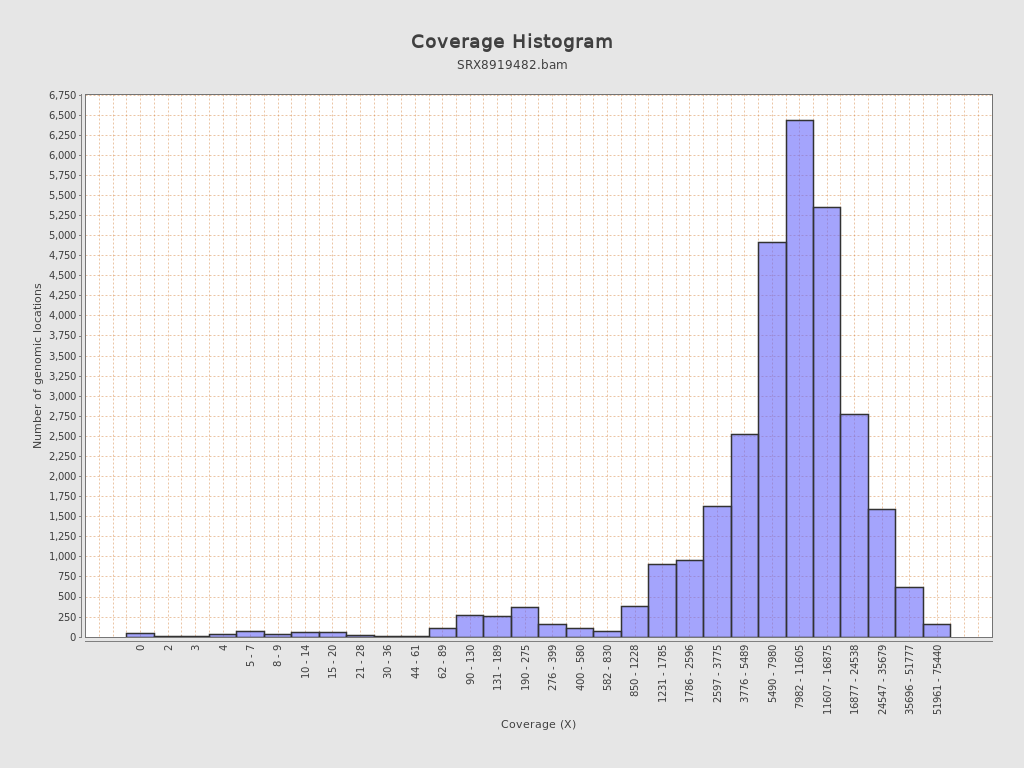 Coverage Histogram
SRX8919482.bam
Number of genomic locations
6,750
6,500
6,250
6,000
5,750
5,500
5,250
5,000
4,750
4,500
4,250
4,000
3,750
3,500
3,250
3,000
2,750
2,500
2,250
2,000
1,750
1,500
1,250
1,000
750
500
250
0
0
2
3
4
5 - 7
8 - 9
10 - 14
15 - 20
21 - 28
30 - 36
44 - 61
62 - 89
90 - 130
131 - 189
190 - 275
276 - 399
400 - 580
582 - 830
850 - 1228
1231 - 1785
1786 - 2596
2597 - 3775
3776 - 5489
5490 - 7980
7982 - 11605
11607 - 16875
16877 - 24538
24547 - 35679
35696 - 51777
51961 - 75440
Coverage (X)